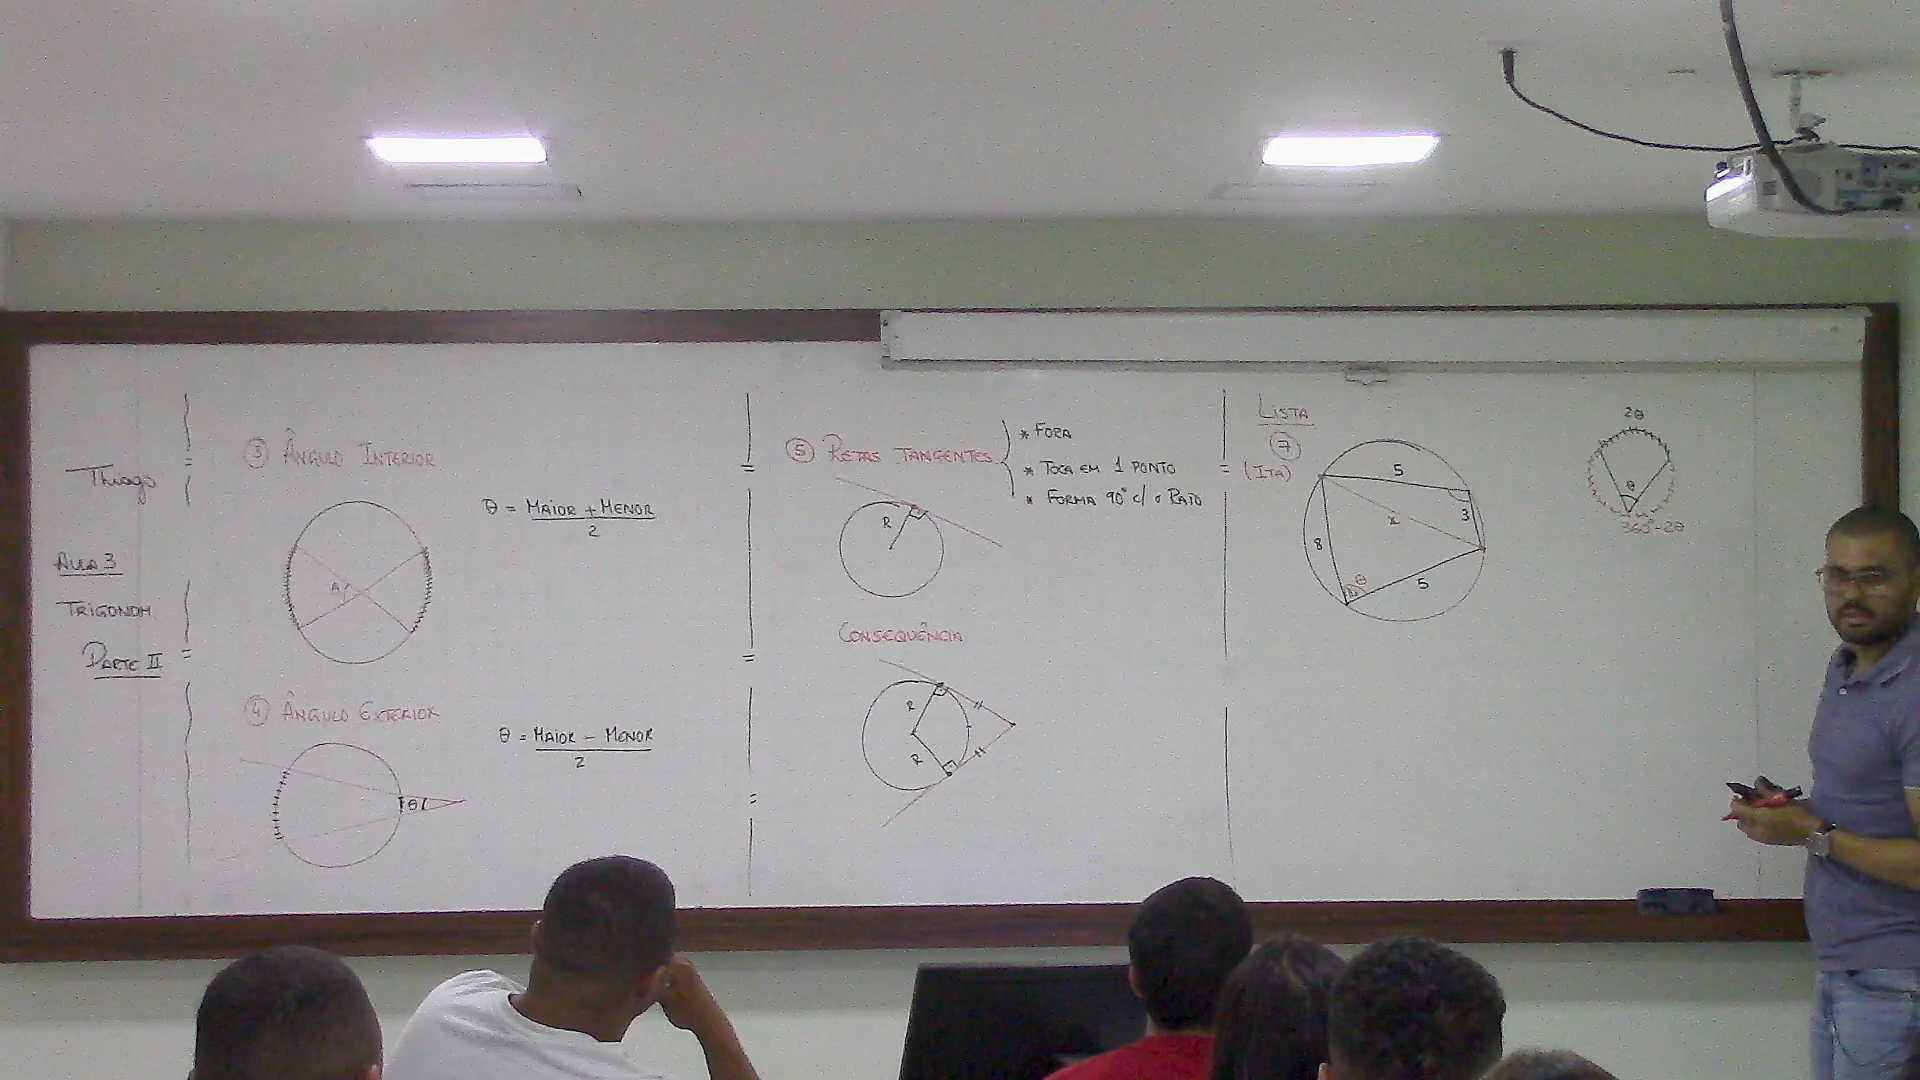 Thiago
Aula 3
Trigonom.
Parte II
③ Ângulo Interior
θ = Maior + Menor
2
A
④ Ângulo Exterior
θ = Maior - Menor
2
θ
⑤ Retas Tangentes
* Fora
* Toca em 1 ponto
* Forma 90° c/ o Raio
R
Consequência
R
R
Lista
⑦
(Ita)
5
3
x
8
θ
5
2θ
θ
360° - 2θ